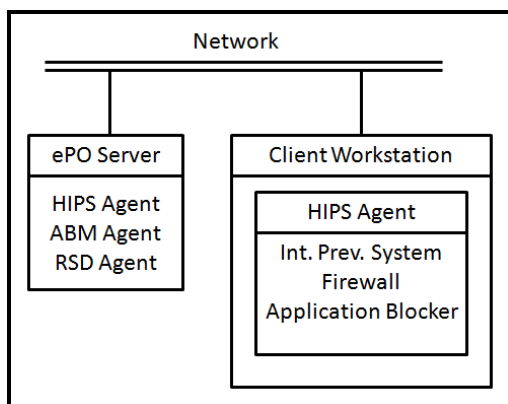 Network
ePO Server
HIPS Agent
ABM Agent
RSD Agent
Client Workstation
HIPS Agent
Int. Prev. System
Firewall
Application Blocker